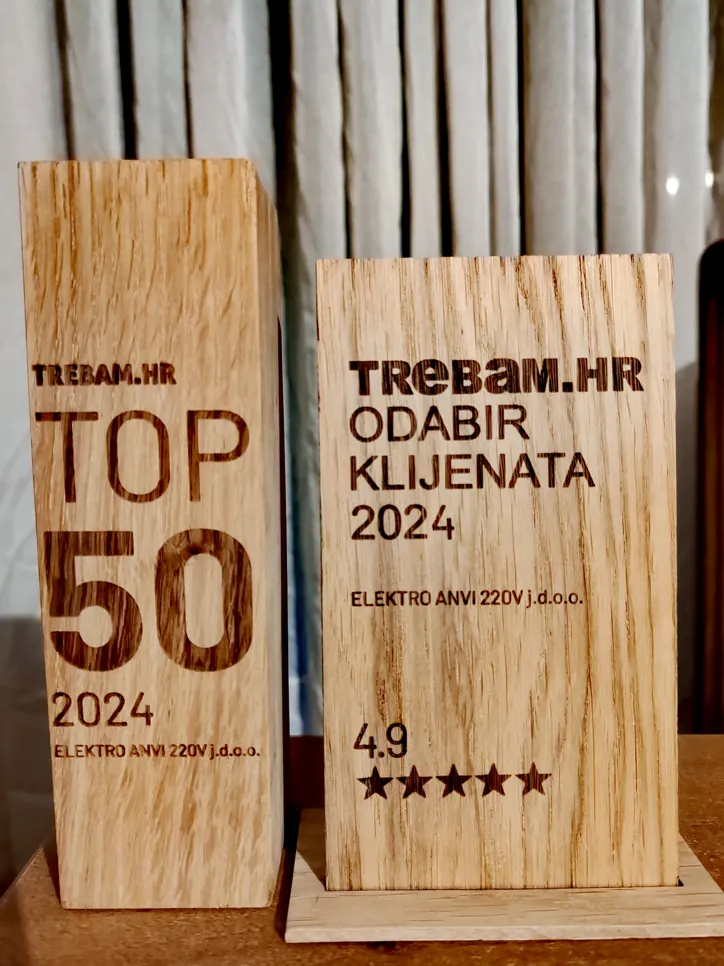 TREBAM.HR
TOP
50
2024
ELEKTRO ANVI 220V j.d.o.o.
TReBaM.HR
ODABIR
KLIJENATA
2024
ELEKTRO ANVI 220V j.d.o.o.
4.9